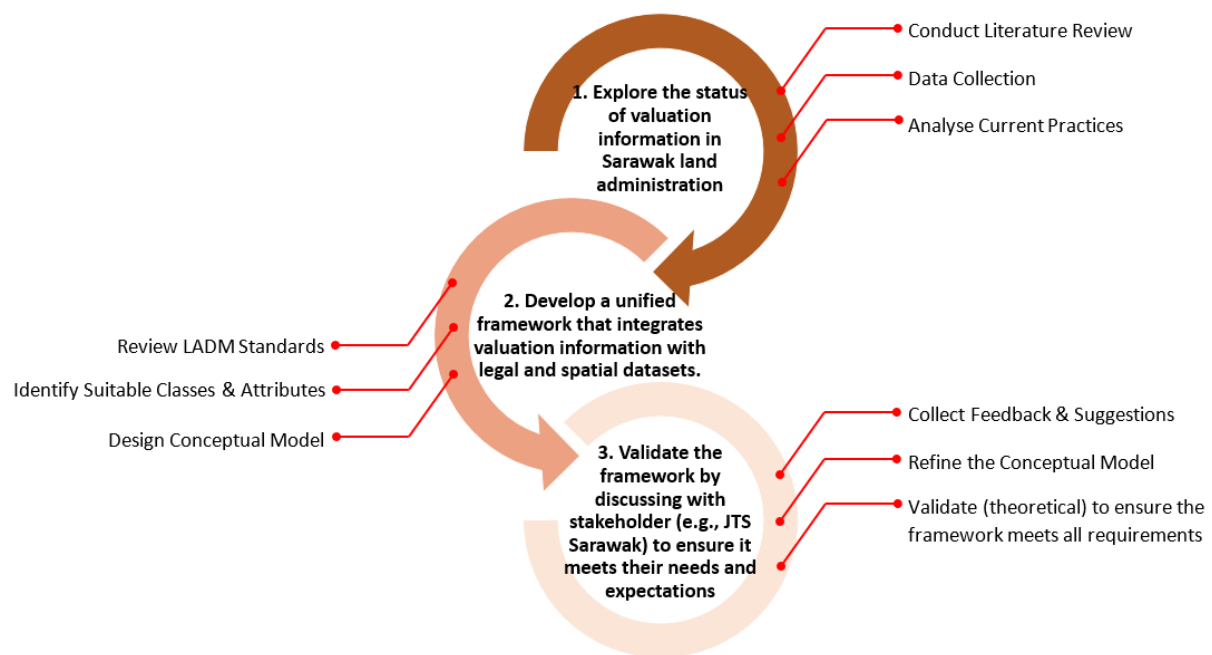 1. Explore the status
of valuation
information in
Sarawak land
administration
Conduct Literature Review
Data Collection
Analyse Current Practices
2. Develop a unified
framework that integrates
valuation information with
legal and spatial datasets.
Review LADM Standards
Identify Suitable Classes & Attributes
Design Conceptual Model
3. Validate the
framework by
discussing with
stakeholder (e.g., JTS
Sarawak) to ensure it
meets their needs and
expectations
Collect Feedback & Suggestions
Refine the Conceptual Model
Validate (theoretical) to ensure the
framework meets all requirements